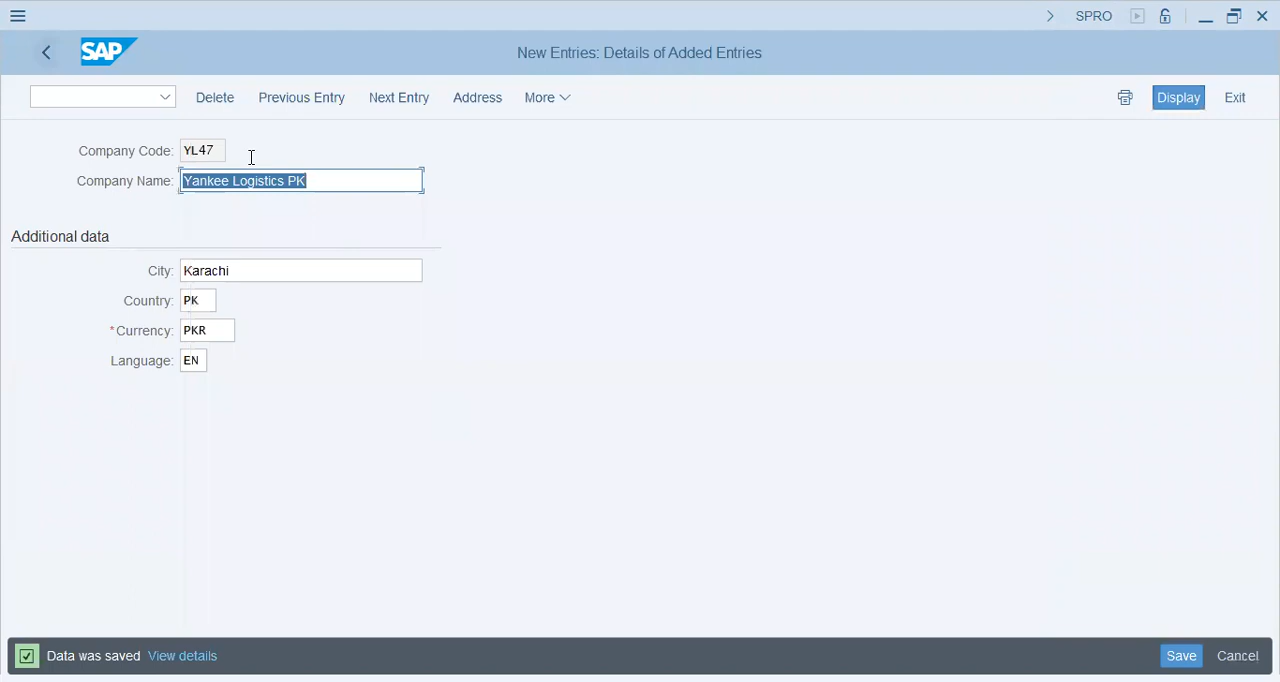 SPRO
SAP
New Entries: Details of Added Entries
Delete Previous Entry Next Entry Address More Display Exit
Company Code: YL47
Company Name: Yankee Logistics PK
Additional data
City: Karachi
Country: PK
*Currency: PKR
Language: EN
Data was saved View details Save Cancel